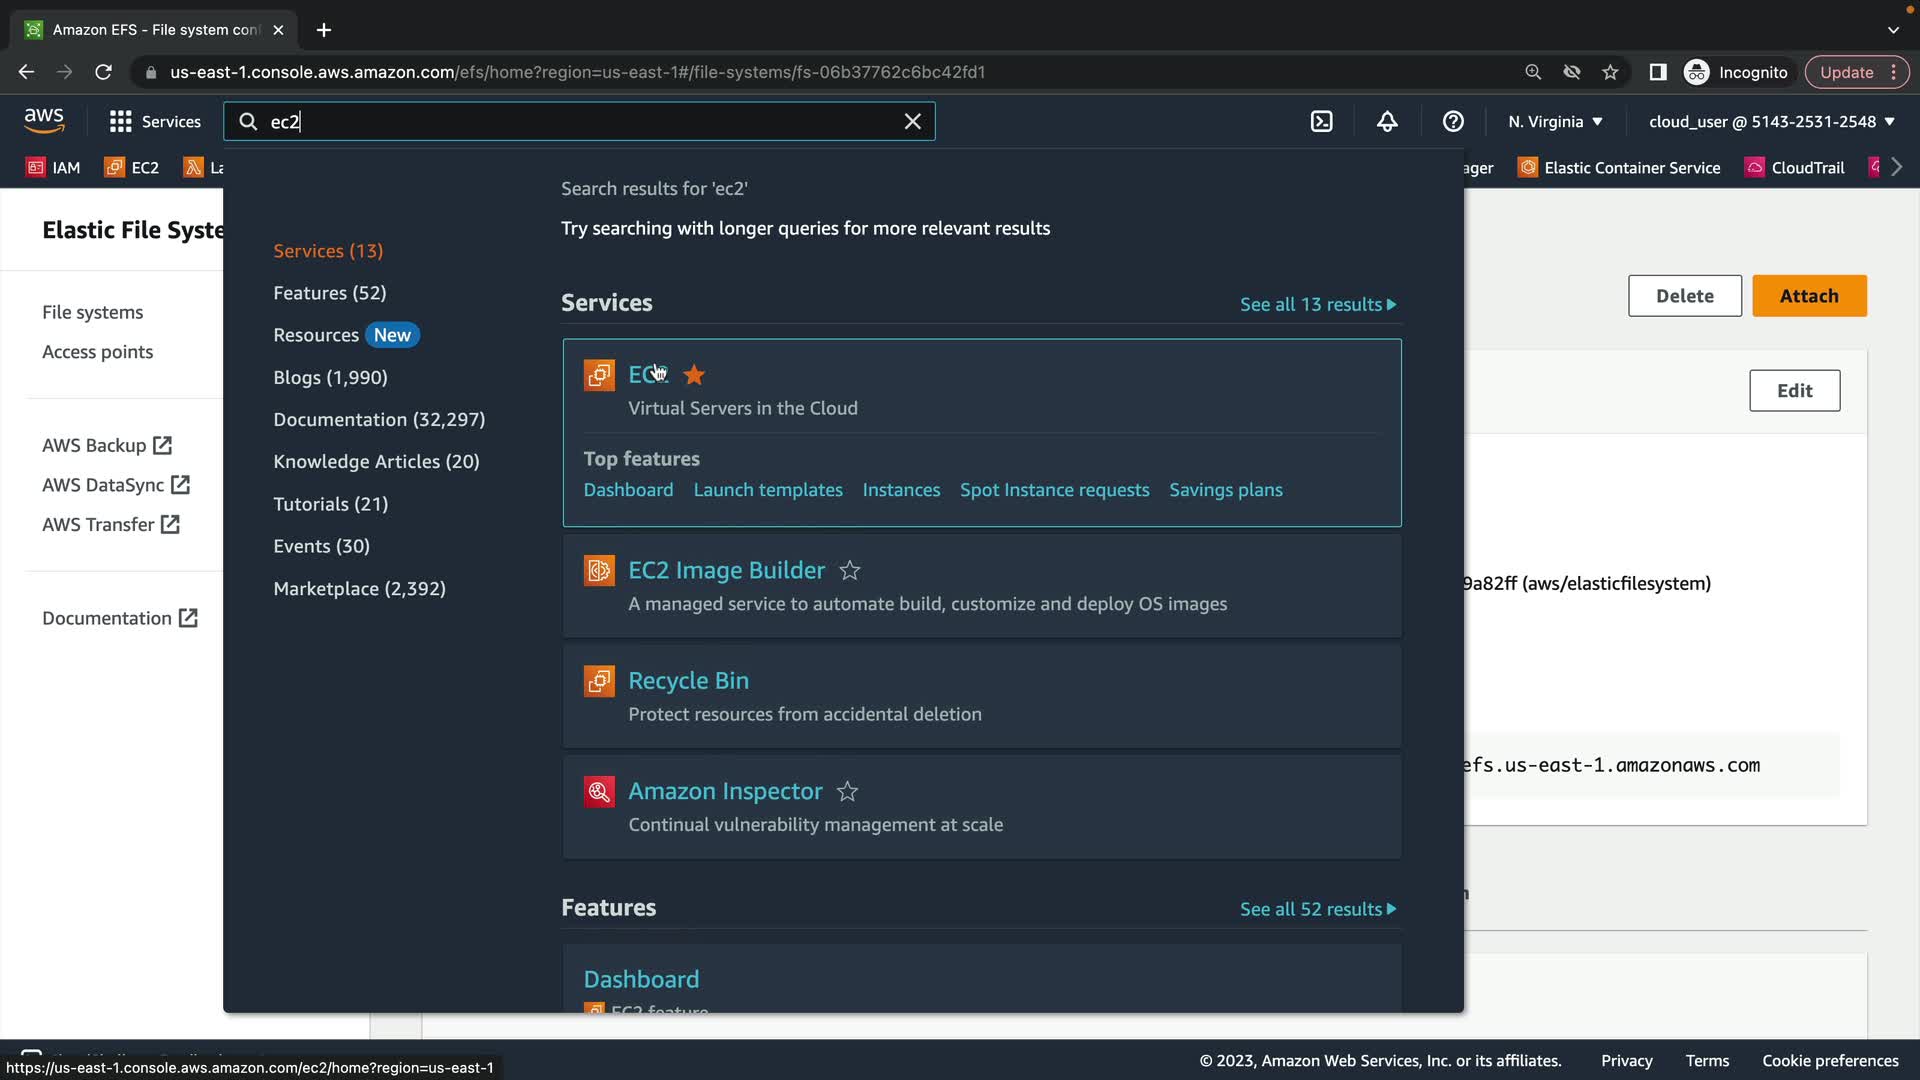 Amazon EFS - File system con
us-east-1.console.aws.amazon.com/efs/home?region=us-east-1#/file-systems/fs-06b37762c6bc42fd1
Incognito
Update
aws
Services
ec2
N. Virginia
cloud_user @ 5143-2531-2548
IAM
EC2
La
ager
Elastic Container Service
CloudTrail
Elastic File Syste
File systems
Access points
AWS Backup
AWS DataSync
AWS Transfer
Documentation
Services (13)
Features (52)
Resources New
Blogs (1,990)
Documentation (32,297)
Knowledge Articles (20)
Tutorials (21)
Events (30)
Marketplace (2,392)
Search results for 'ec2'
Try searching with longer queries for more relevant results
Services
See all 13 results
EC2
Virtual Servers in the Cloud
Top features
Dashboard Launch templates Instances Spot Instance requests Savings plans
EC2 Image Builder
A managed service to automate build, customize and deploy OS images
Recycle Bin
Protect resources from accidental deletion
Amazon Inspector
Continual vulnerability management at scale
Features
See all 52 results
Dashboard
EC2 feature
Delete
Attach
Edit
9a82ff (aws/elasticfilesystem)
efs.us-east-1.amazonaws.com
https://us-east-1.console.aws.amazon.com/ec2/home?region=us-east-1
© 2023, Amazon Web Services, Inc. or its affiliates.
Privacy
Terms
Cookie preferences